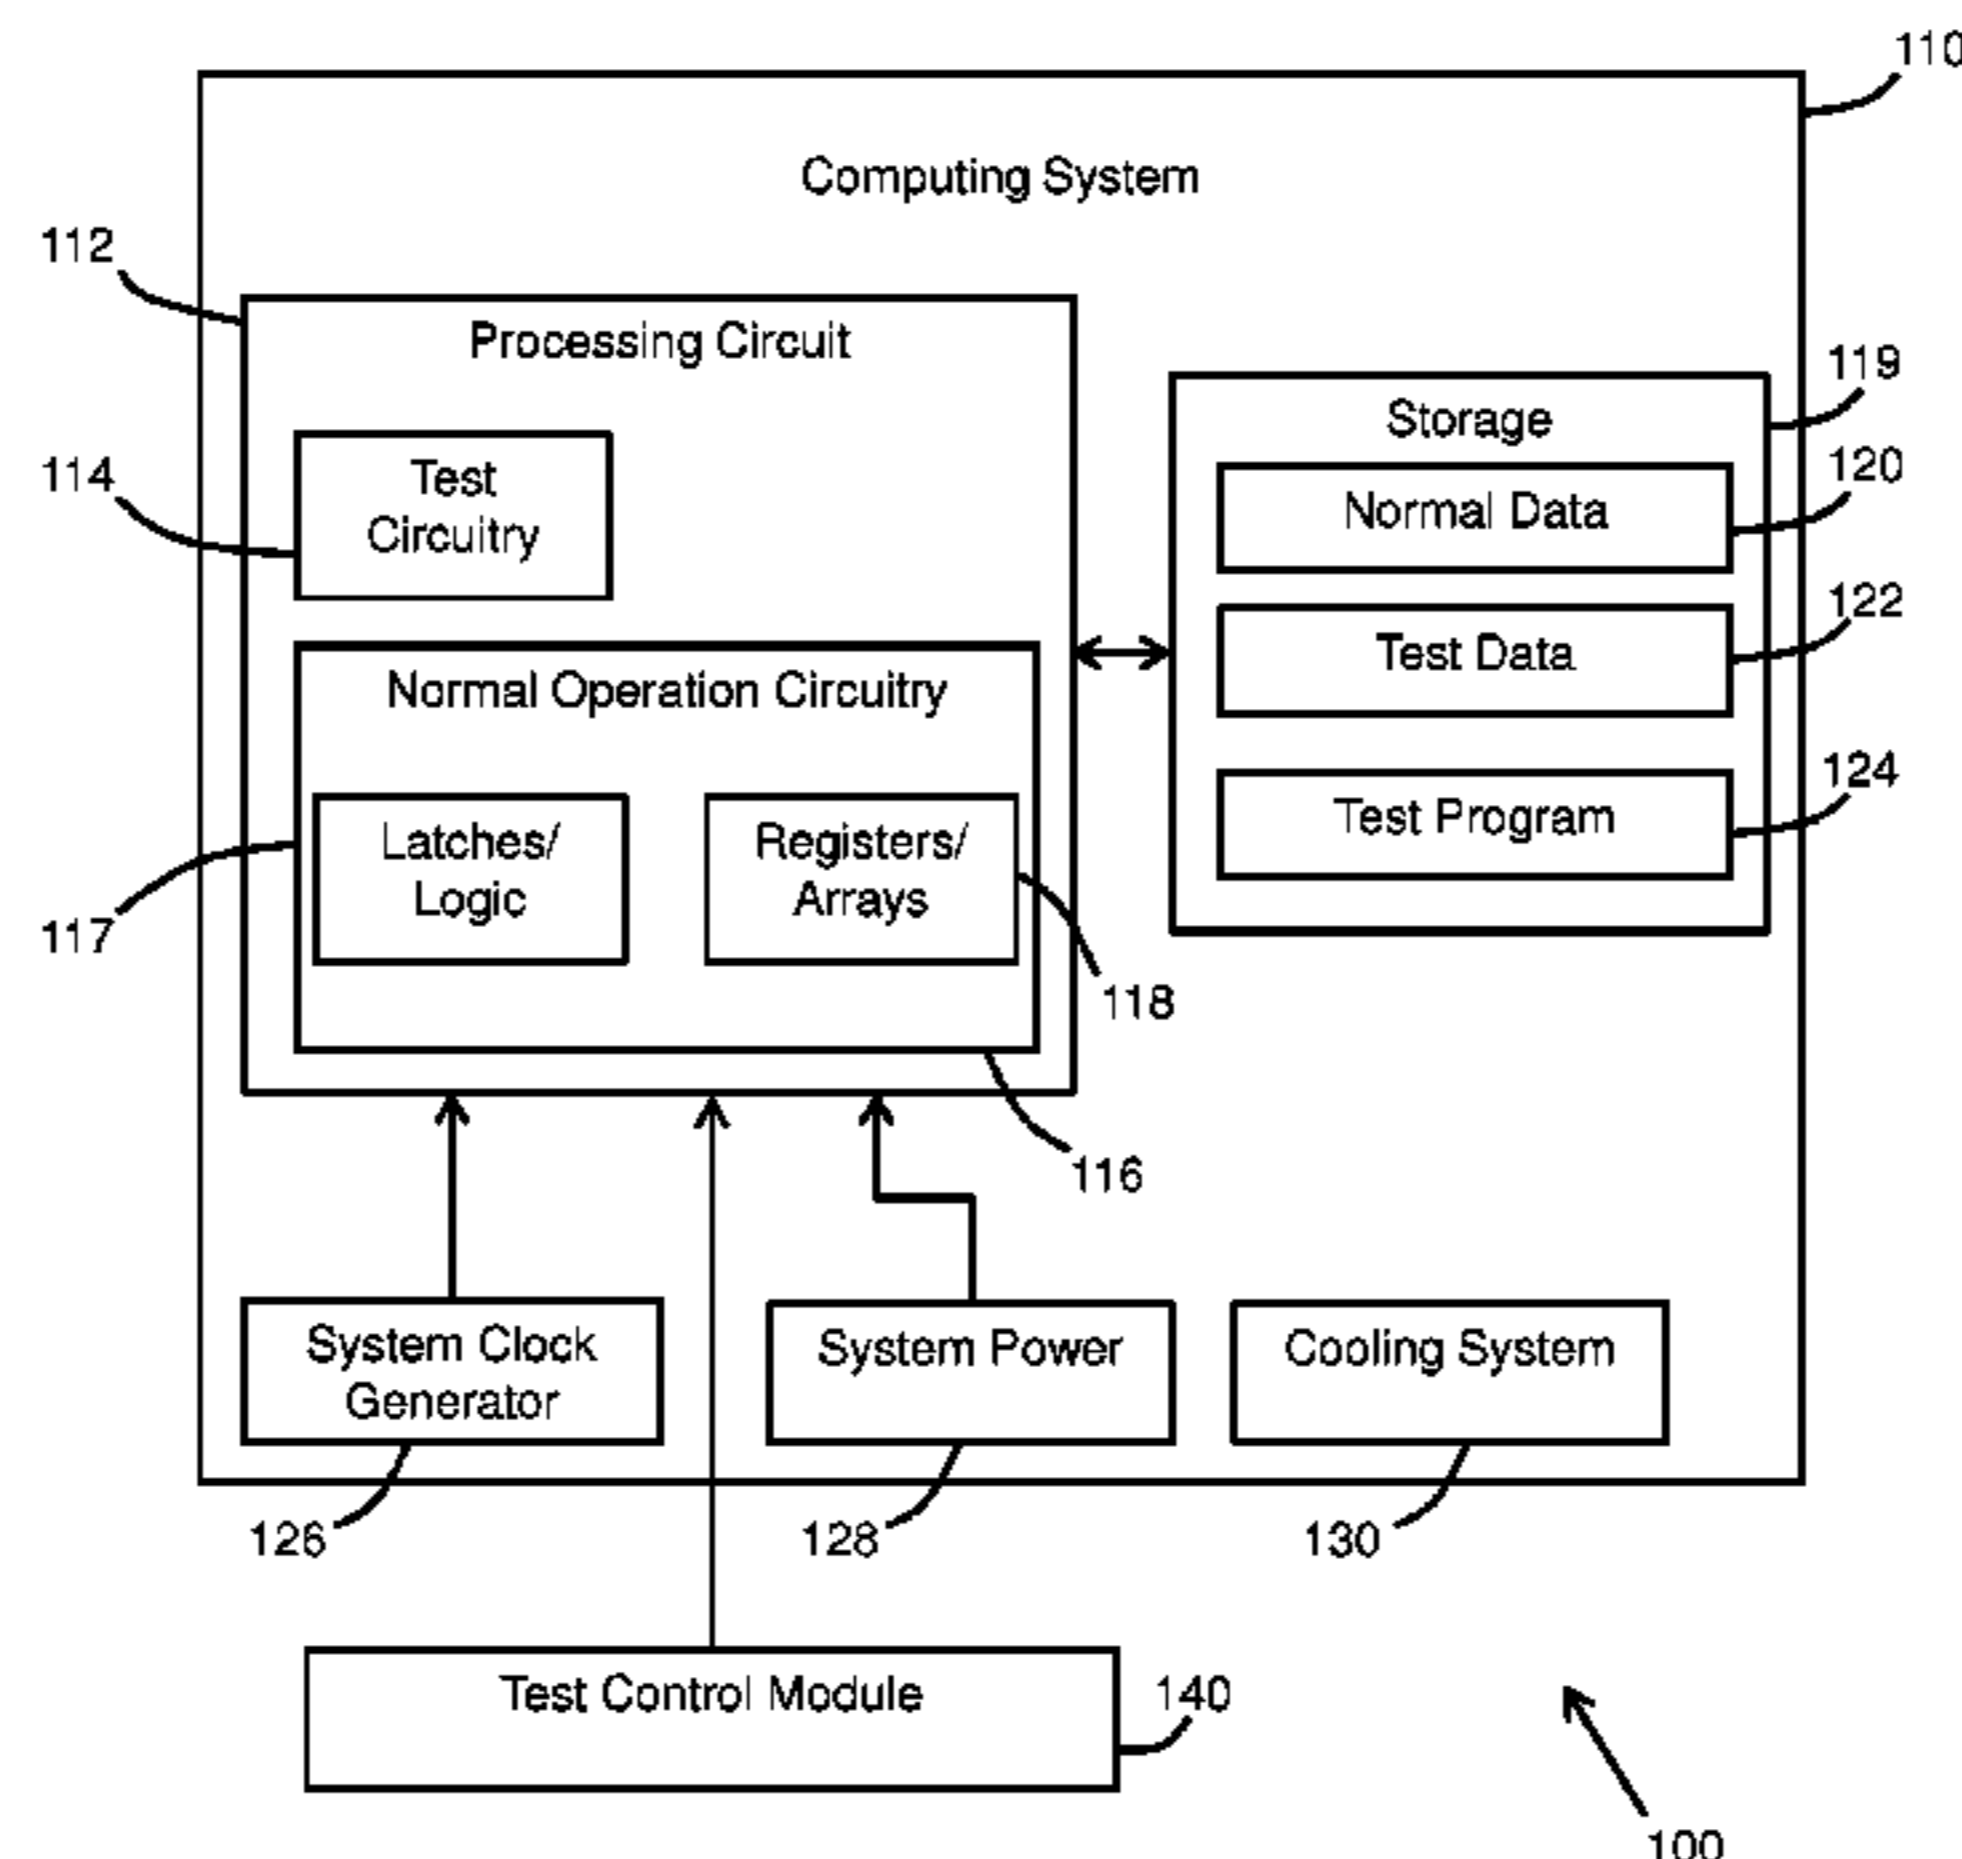 110
Computing System
112
Processing Circuit
119
Storage
114
Test
Circuitry
120
Normal Data
122
Test Data
Normal Operation Circuitry
124
Test Program
117
Latches/
Logic
Registers/
Arrays
118
116
System Clock
Generator
System Power
Cooling System
126
128
130
Test Control Module
140
100